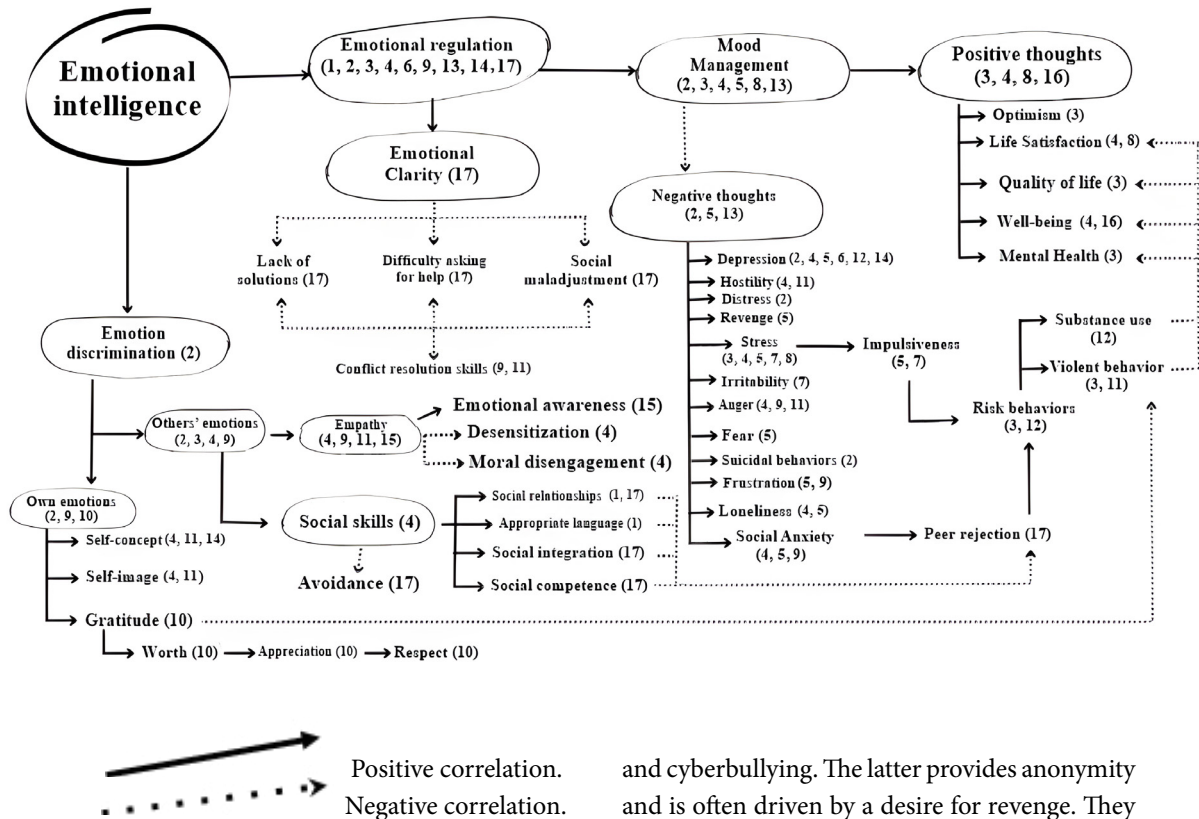 Emotional
intelligence
Emotional regulation
(1, 2, 3, 4, 6, 9, 13, 14, 17)
Mood
Management
(2, 3, 4, 5, 8, 13)
Positive thoughts
(3, 4, 8, 16)
Optimism (3)
Life Satisfaction (4, 8)
Quality of life (3)
Well-being (4, 16)
Mental Health (3)
Emotional
Clarity (17)
Lack of
solutions (17)
Difficulty asking
for help (17)
Social
maladjustment (17)
Conflict resolution skills (9, 11)
Negative thoughts
(2, 5, 13)
Depression (2, 4, 5, 6, 12, 14)
Hostility (4, 11)
Distress (2)
Revenge (5)
Stress
(3, 4, 5, 7, 8)
Irritability (7)
Anger (4, 9, 11)
Fear (5)
Suicidal behaviors (2)
Frustration (5, 9)
Loneliness (4, 5)
Social Anxiety
(4, 5, 9)
Impulsiveness
(5, 7)
Peer rejection (17)
Risk behaviors
(3, 12)
Substance use
(12)
Violent behavior
(3, 11)
Emotion
discrimination (2)
Others' emotions
(2, 3, 4, 9)
Empathy
(4, 9, 11, 15)
Emotional awareness (15)
Desensitization (4)
Moral disengagement (4)
Social skills (4)
Avoidance (17)
Social relationships (1, 17)
Appropriate language (1)
Social integration (17)
Social competence (17)
Own emotions
(2, 9, 10)
Self-concept (4, 11, 14)
Self-image (4, 11)
Gratitude (10)
Worth (10)
Appreciation (10)
Respect (10)
Positive correlation.
Negative correlation.
and cyberbullying. The latter provides anonymity
and is often driven by a desire for revenge. They